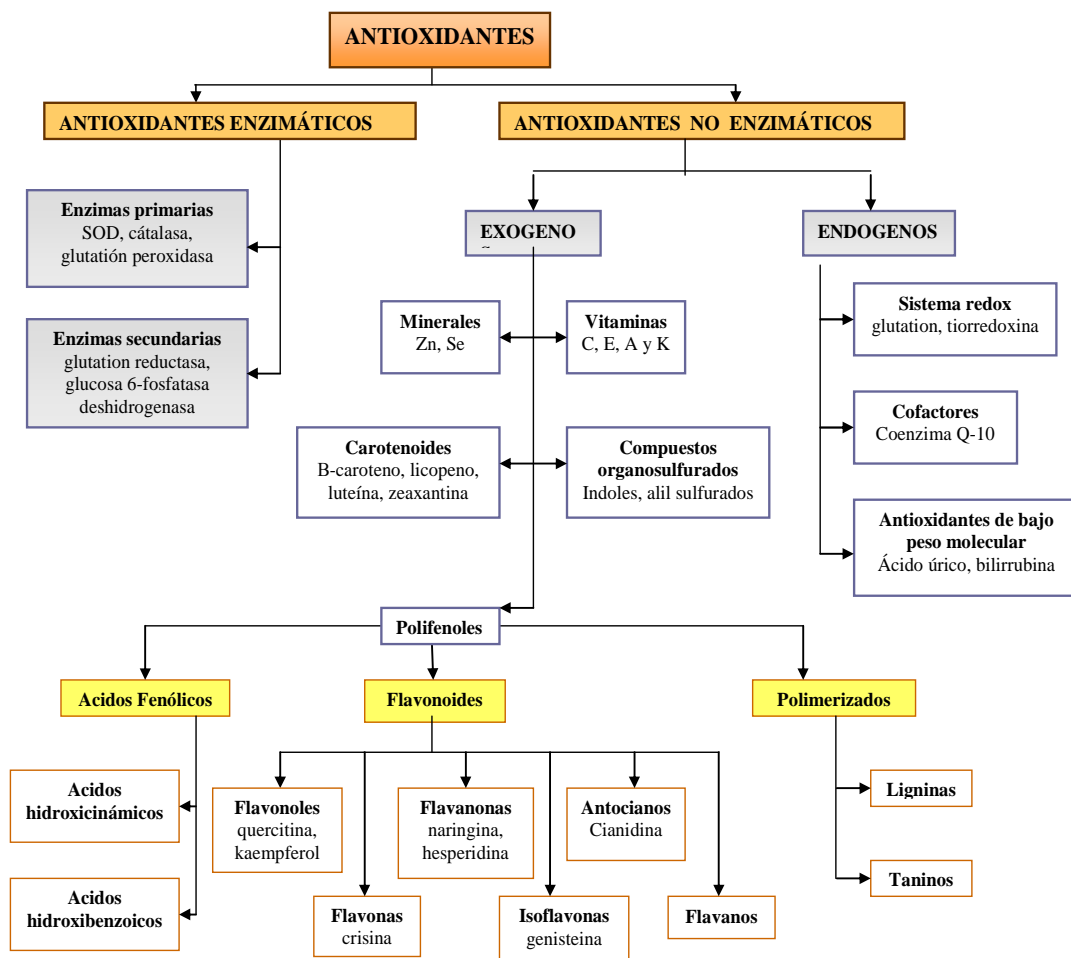 ANTIOXIDANTES
ANTIOXIDANTES ENZIMÁTICOS
ANTIOXIDANTES NO ENZIMÁTICOS
Enzimas primarias
SOD, cátalasa,
glutatión peroxidasa
Enzimas secundarias
glutation reductasa,
glucosa 6-fosfatasa
deshidrogenasa
EXOGENO
ENDOGENOS
Minerales
Zn, Se
Vitaminas
C, E, A y K
Carotenoides
B-caroteno, licopeno,
luteína, zeaxantina
Compuestos
organosulfurados
Indoles, alil sulfurados
Sistema redox
glutation, tiorredoxina
Cofactores
Coenzima Q-10
Antioxidantes de bajo
peso molecular
Ácido úrico, bilirrubina
Polifenoles
Acidos Fenólicos
Flavonoides
Polimerizados
Acidos
hidroxicinámicos
Acidos
hidroxibenzoicos
Flavonoles
quercitina,
kaempferol
Flavanonas
naringina,
hesperidina
Antocianos
Cianidina
Flavonas
crisina
Isoflavonas
genisteina
Flavanos
Ligninas
Taninos